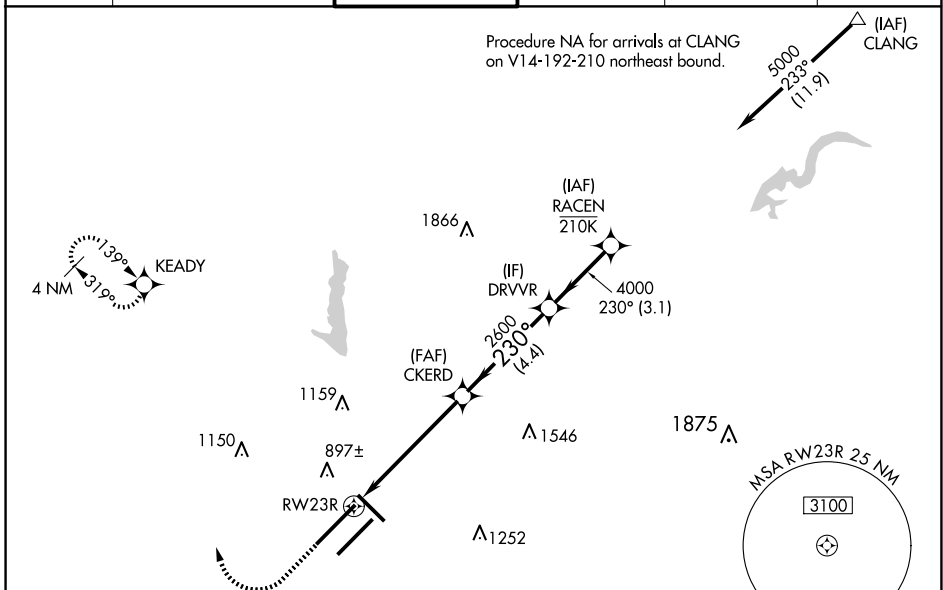 Procedure NA for arrivals at CLANG
on V14-192-210 northeast bound.
(IAF)
CLANG
5000
233°
(11.9)
(IAF)
RACEN
210K
1866
139°
KEADY
4 NM
319°
(IF)
DRVVR
4000
230° (3.1)
2600
230°
(4.4)
(FAF)
CKERD
1159
1150
897±
1546
1875
RW23R
1252
MSA RW23R 25 NM
3100